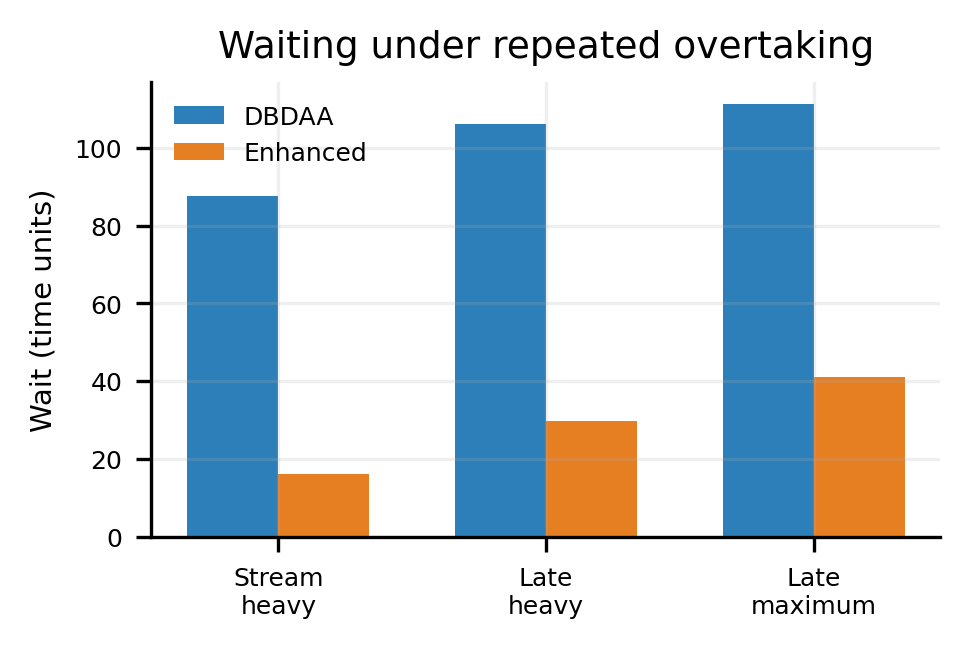 Waiting under repeated overtaking
DBDAA
Enhanced
Wait (time units)
100
80
60
40
20
0
Stream
heavy
Late
heavy
Late
maximum